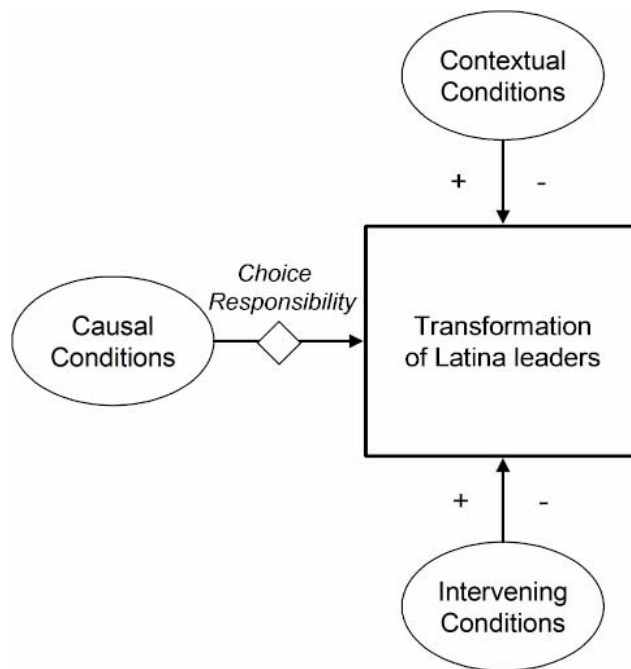 Contextual
Conditions
+ -
Choice
Responsibility
Causal
Conditions
Transformation
of Latina leaders
+ -
Intervening
Conditions